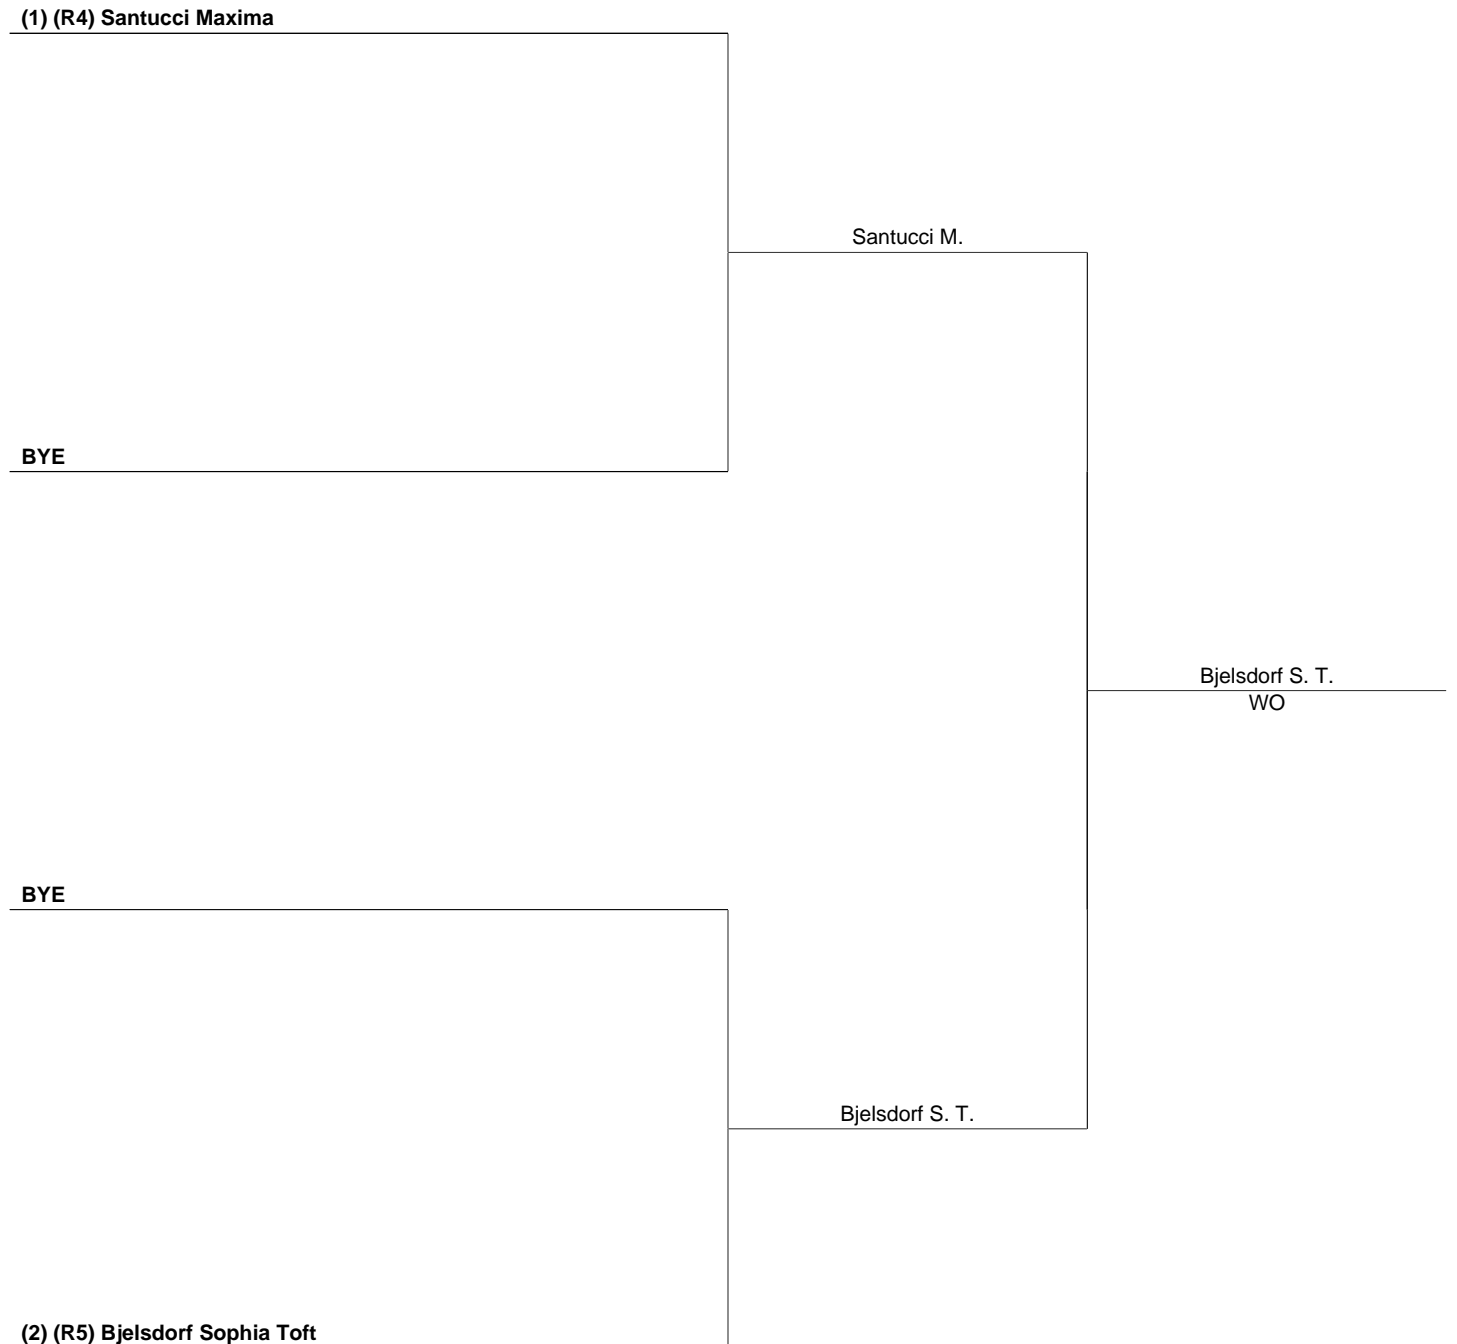 (1) (R4) Santucci Maxima
Santucci M.
BYE
Bjelsdorf S. T.
WO
BYE
Bjelsdorf S. T.
(2) (R5) Bjelsdorf Sophia Toft